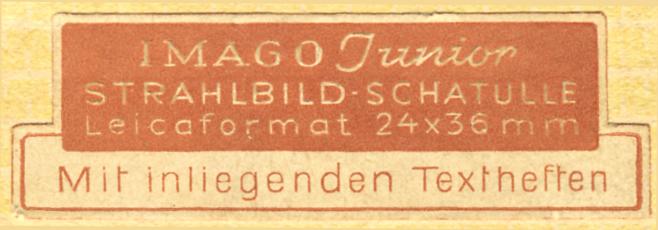 IMAGO Junior
STRAHLBILD-SCHATULLE
Leicaformat 24x36 mm
Mit inliegenden Textheften